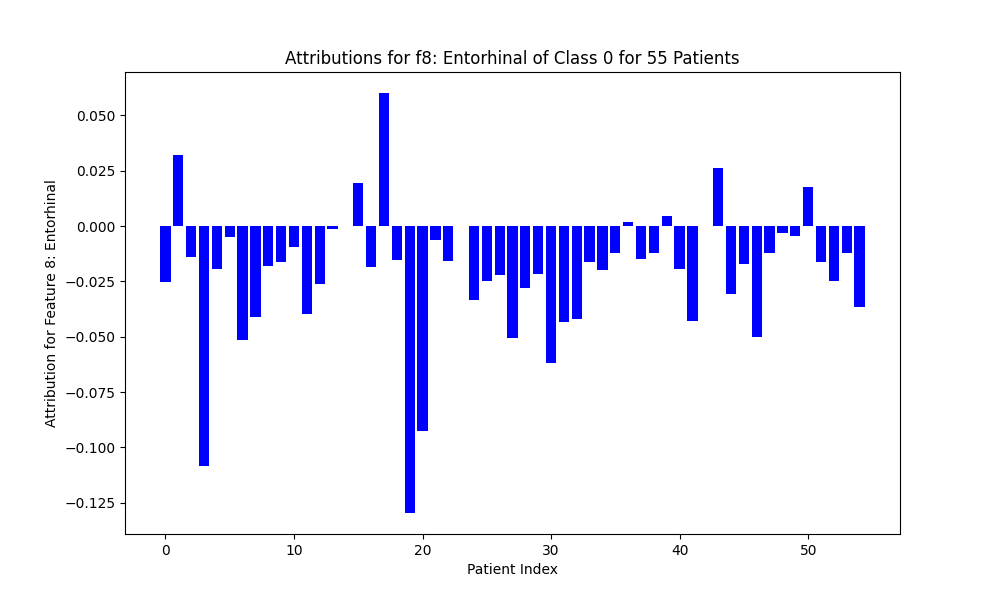 Attributions for f8: Entorhinal of Class 0 for 55 Patients
Attribution for Feature 8: Entorhinal
0.050
0.025
0.000
−0.025
−0.050
−0.075
−0.100
−0.125
0 10 20 30 40 50
Patient Index